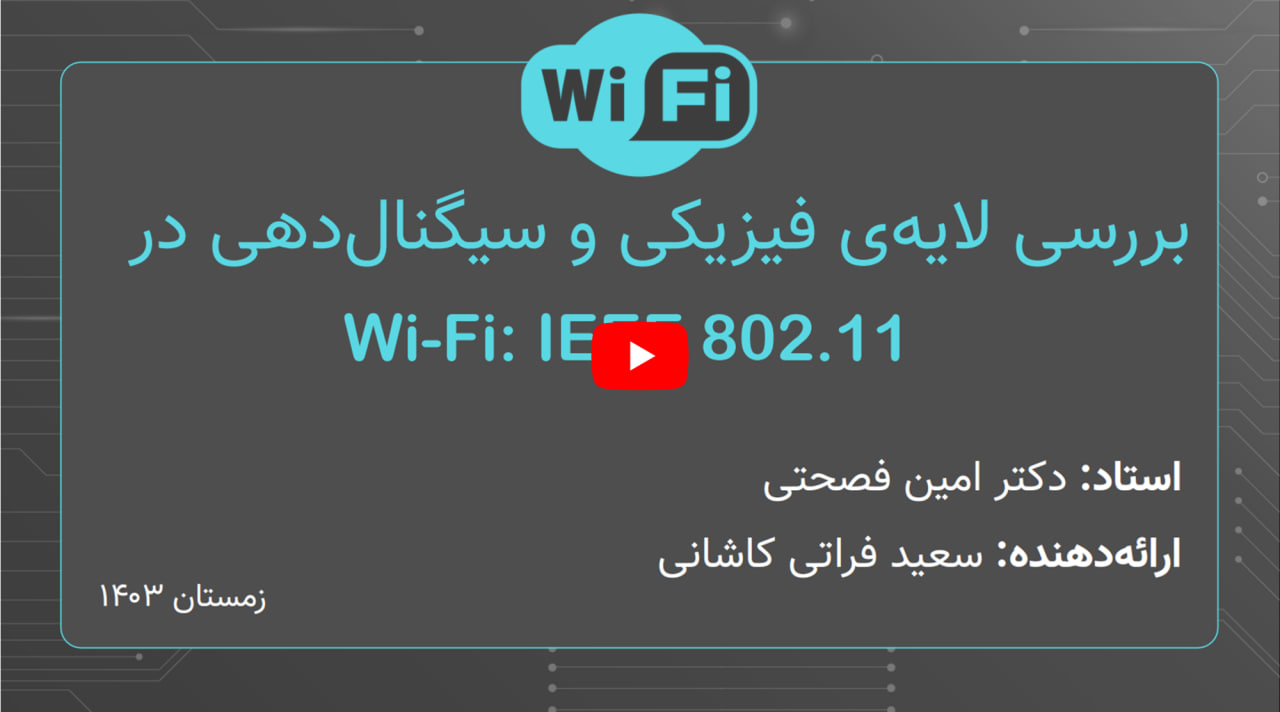 Wi Fi
بررسی لایه‌ی فیزیکی و سیگنال‌دهی در
Wi-Fi: 802.11
استاد: دکتر امین فصحتی
ارائه‌دهنده: سعید فراتی کاشانی
زمستان ۱۴۰۳